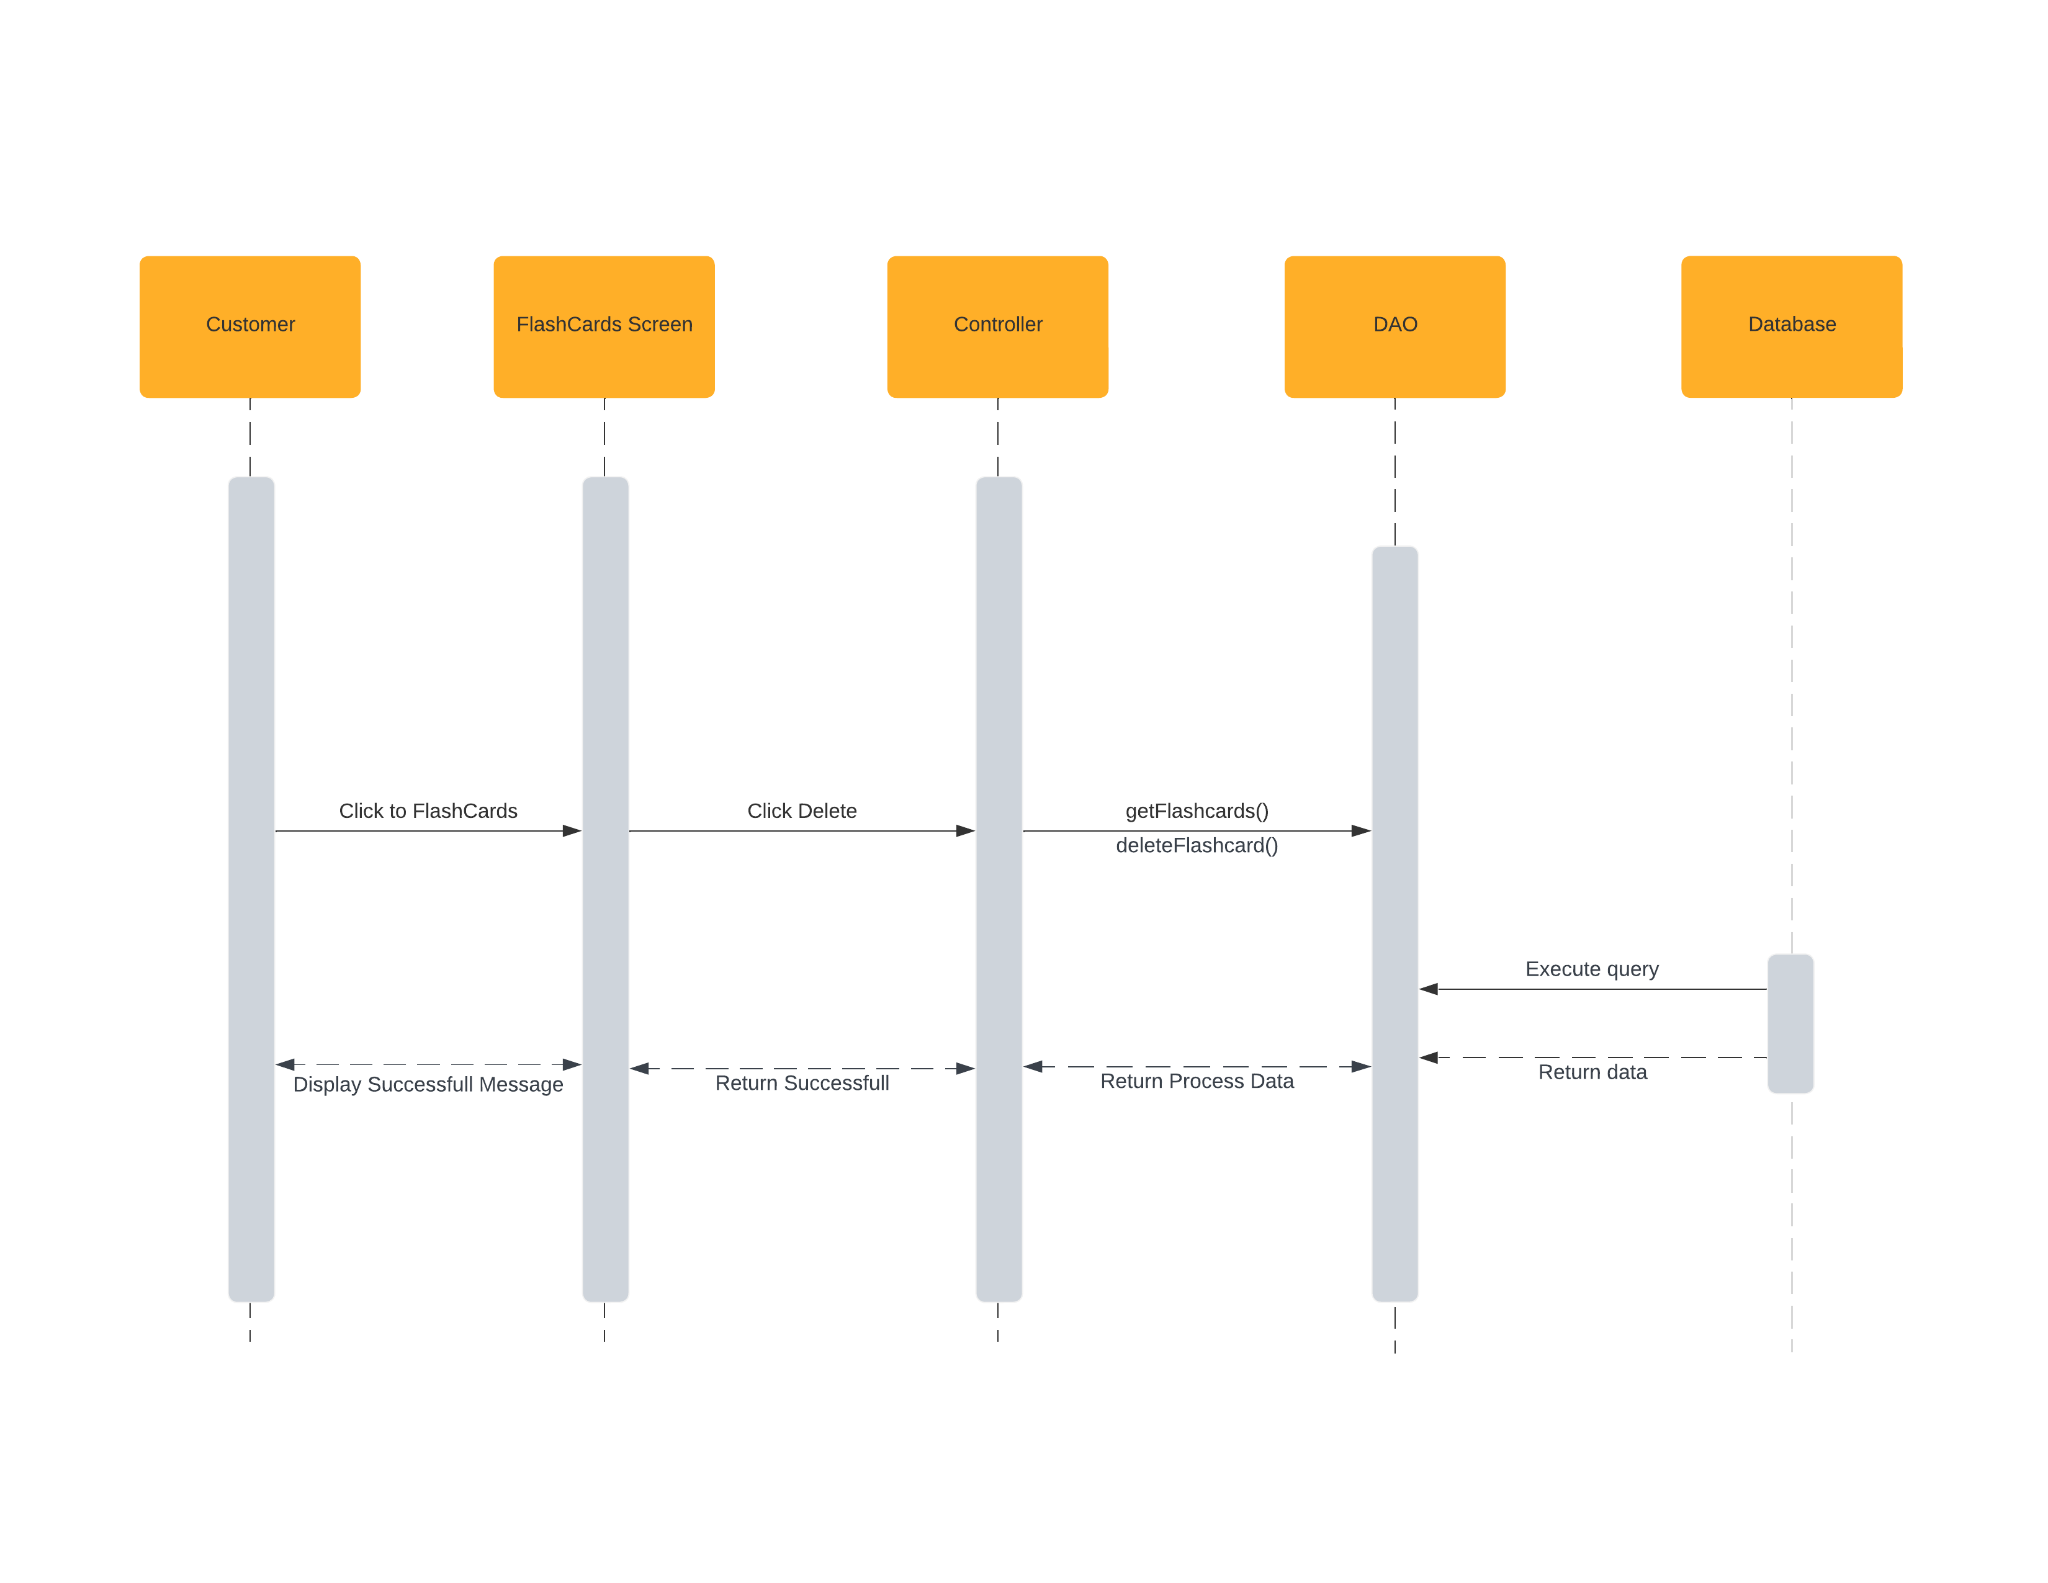 Customer
FlashCards Screen
Controller
DAO
Database
Click to FlashCards
Click Delete
getFlashcards()
deleteFlashcard()
Execute query
Return data
Display Successfull Message
Return Successfull
Return Process Data